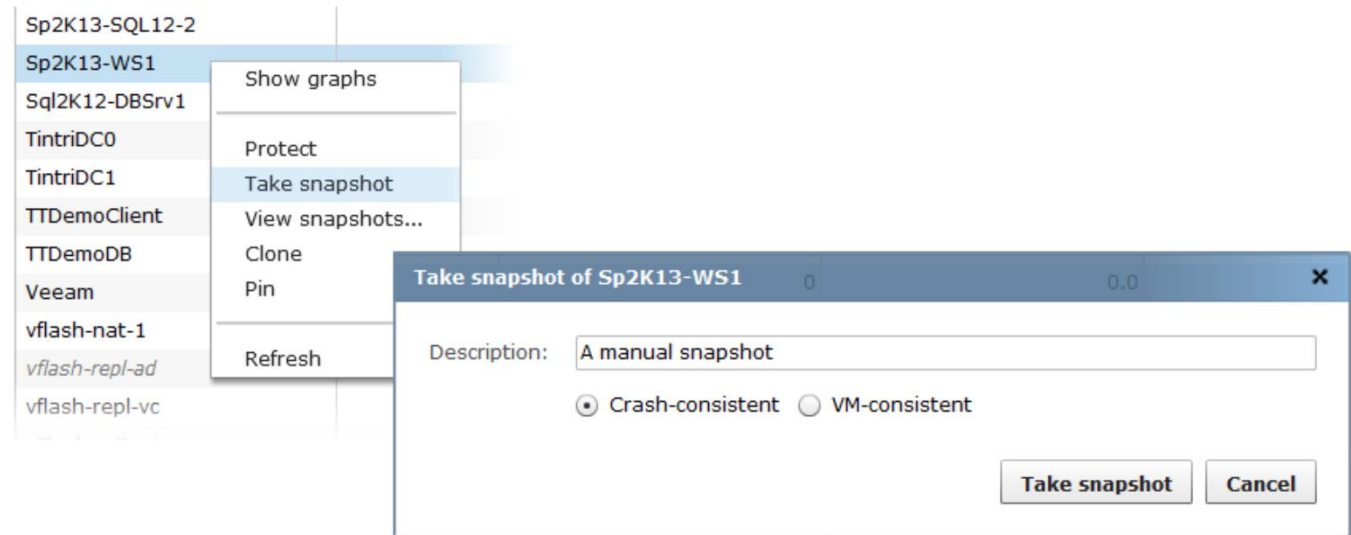 Sp2K13-SQL12-2
Sp2K13-WS1
Sql2K12-DBSrv1
TintriDC0
TintriDC1
TTDemoClient
TTDemoDB
Veeam
vflash-nat-1
vflash-repl-ad
vflash-repl-vc
Show graphs
Protect
Take snapshot
View snapshots...
Clone
Pin
Refresh
Take snapshot of Sp2K13-WS1 0 0.0 ×
Description: A manual snapshot
Crash-consistent VM-consistent
Take snapshot Cancel